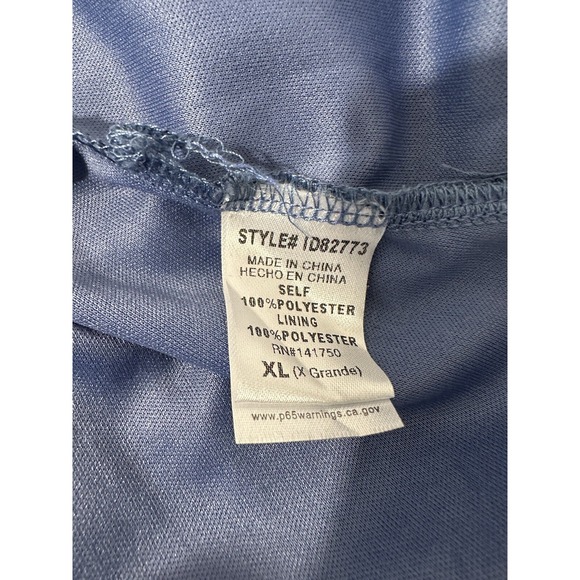 STYLE# ID82773
MADE IN CHINA
HECHO EN CHINA
SELF
100%POLYESTER
LINING
100%POLYESTER
RN#141750
XL (X Grande)
www.p65warnings.ca.gov